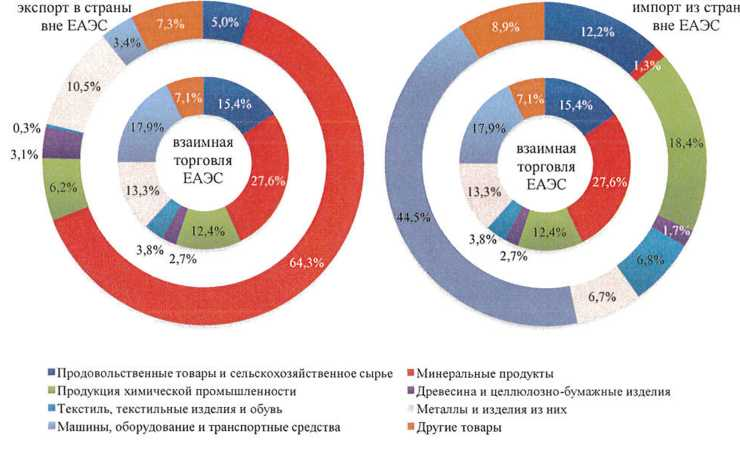 экспорт в страны
вне ЕАЭС
7,3%
5,0%
3,4%
10,5%
0,3%
3,1%
6,2%
64,3%
7,1%
15,4%
17,9%
27,6%
13,3%
12,4%
3,8%
2,7%
взаимная
торговля
ЕАЭС
импорт из стран
вне ЕАЭС
8,9%
12,2%
1,3%
18,4%
1,7%
6,8%
6,7%
44,5%
7,1%
15,4%
17,9%
27,6%
13,3%
12,4%
3,8%
2,7%
взаимная
торговля
ЕАЭС
Продовольственные товары и сельскохозяйственное сырье
Минеральные продукты
Продукция химической промышленности
Древесина и целлюлозно-бумажные изделия
Текстиль, текстильные изделия и обувь
Металлы и изделия из них
Машины, оборудование и транспортные средства
Другие товары